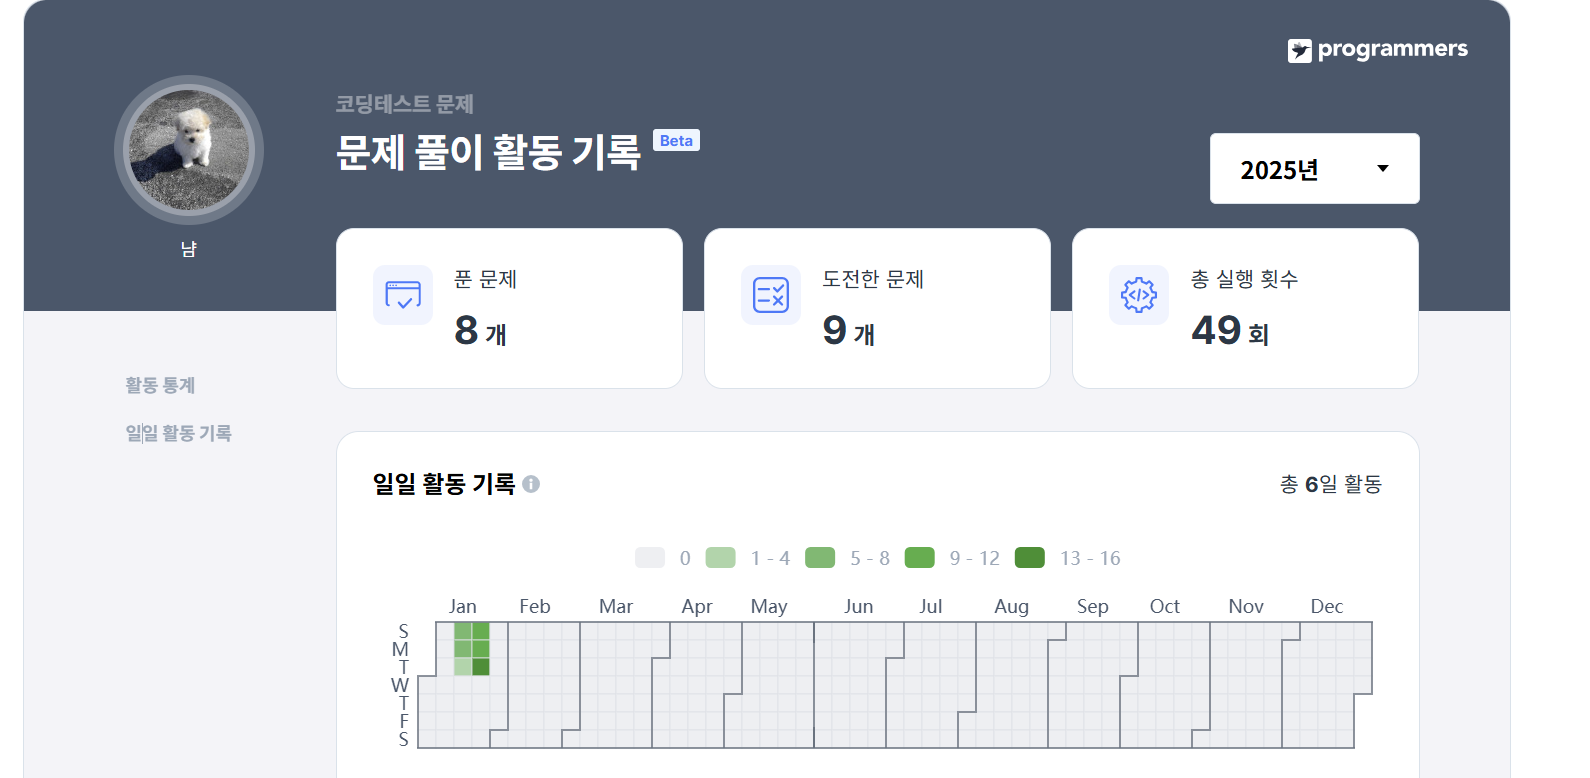 programmers
코딩테스트 문제
문제 풀이 활동 기록 Beta
2025년
냠
푼 문제
8 개
도전한 문제
9 개
총 실행 횟수
49 회
활동 통계
일일 활동 기록
일일 활동 기록
총 6일 활동
0 1 - 4 5 - 8 9 - 12 13 - 16
Jan Feb Mar Apr May Jun Jul Aug Sep Oct Nov Dec
S
M
T
W
T
F
S